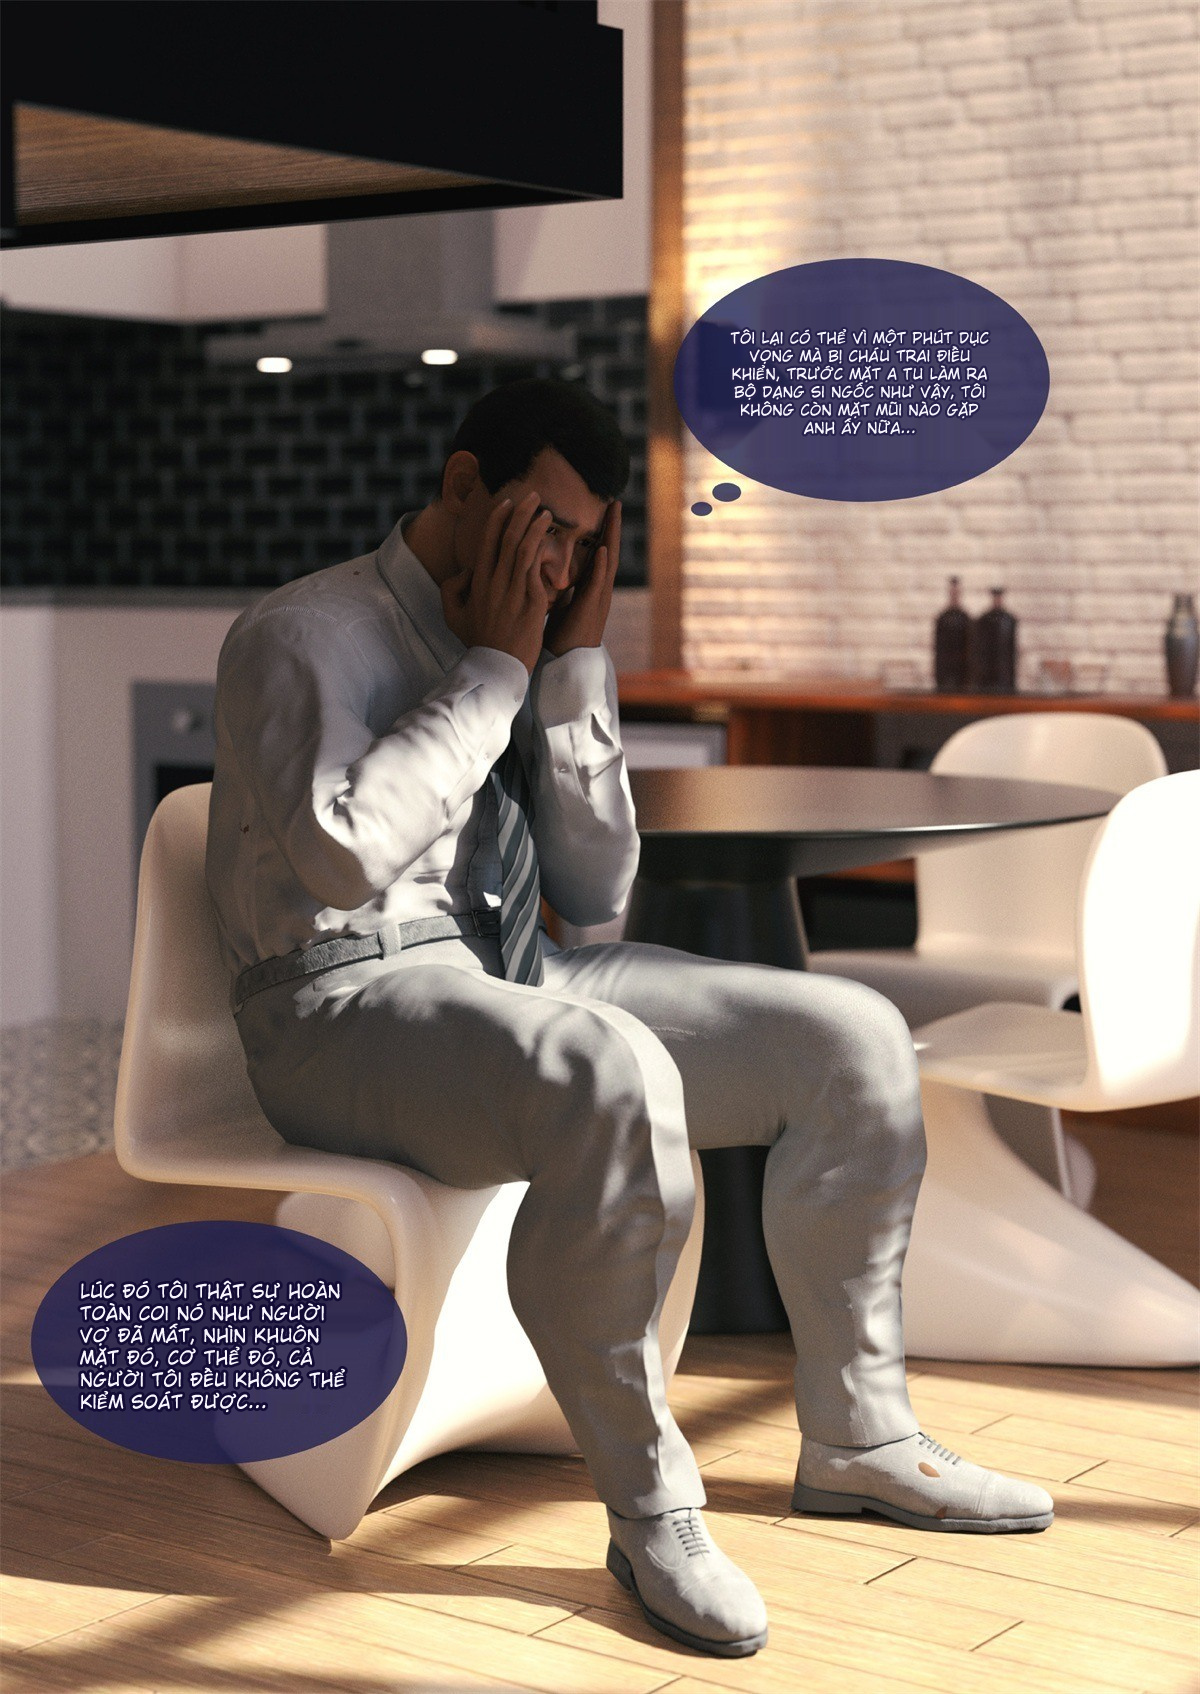 TÔI LẠI CÓ THỂ VÌ MỘT PHÚT DỤC
VỌNG MÀ BỊ CHÁU TRAI ĐIỀU
KHIỂN, TRƯỚC MẶT A TU LÀM RA
BỘ DẠNG SI NGỐC NHƯ VẬY, TÔI
KHÔNG CÒN MẶT MŨI NÀO GẶP
ANH ẤY NỮA...
LÚC ĐÓ TÔI THẬT SỰ HOÀN
TOÀN COI NÓ NHƯ NGƯỜI
VỢ ĐÃ MẤT, NHÌN KHUÔN
MẶT ĐÓ, CƠ THỂ ĐÓ, CẢ
NGƯỜI TÔI ĐỀU KHÔNG THỂ
KIỂM SOÁT ĐƯỢC...